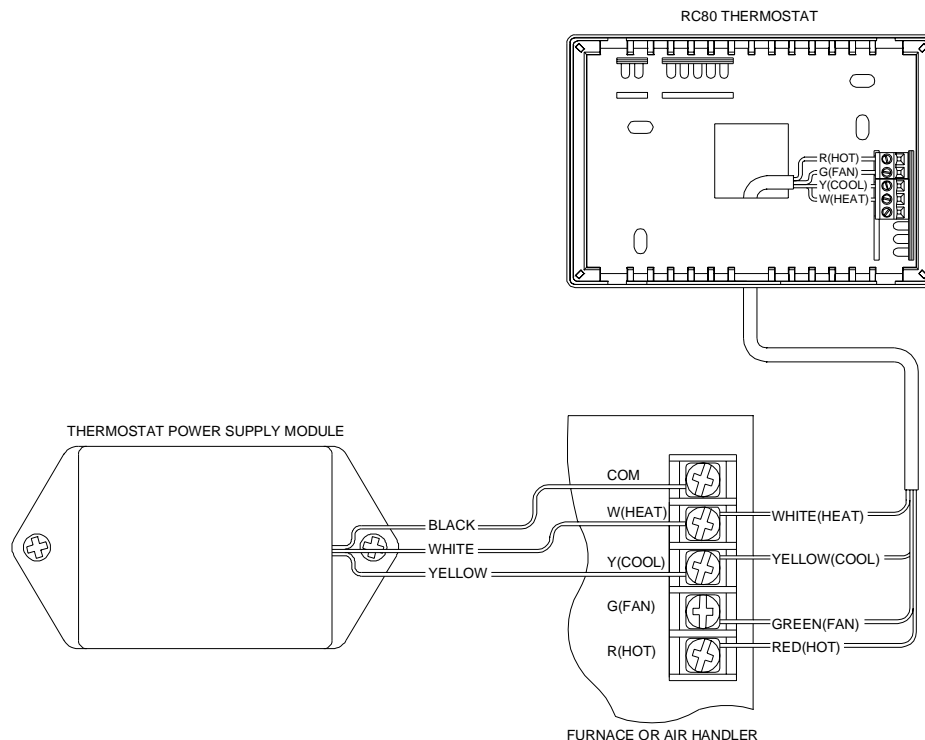 RC80 THERMOSTAT
R(HOT)
G(FAN)
Y(COOL)
W(HEAT)
THERMOSTAT POWER SUPPLY MODULE
COM
BLACK
W(HEAT)
WHITE(HEAT)
WHITE
YELLOW
Y(COOL)
YELLOW(COOL)
G(FAN)
GREEN(FAN)
R(HOT)
RED(HOT)
FURNACE OR AIR HANDLER